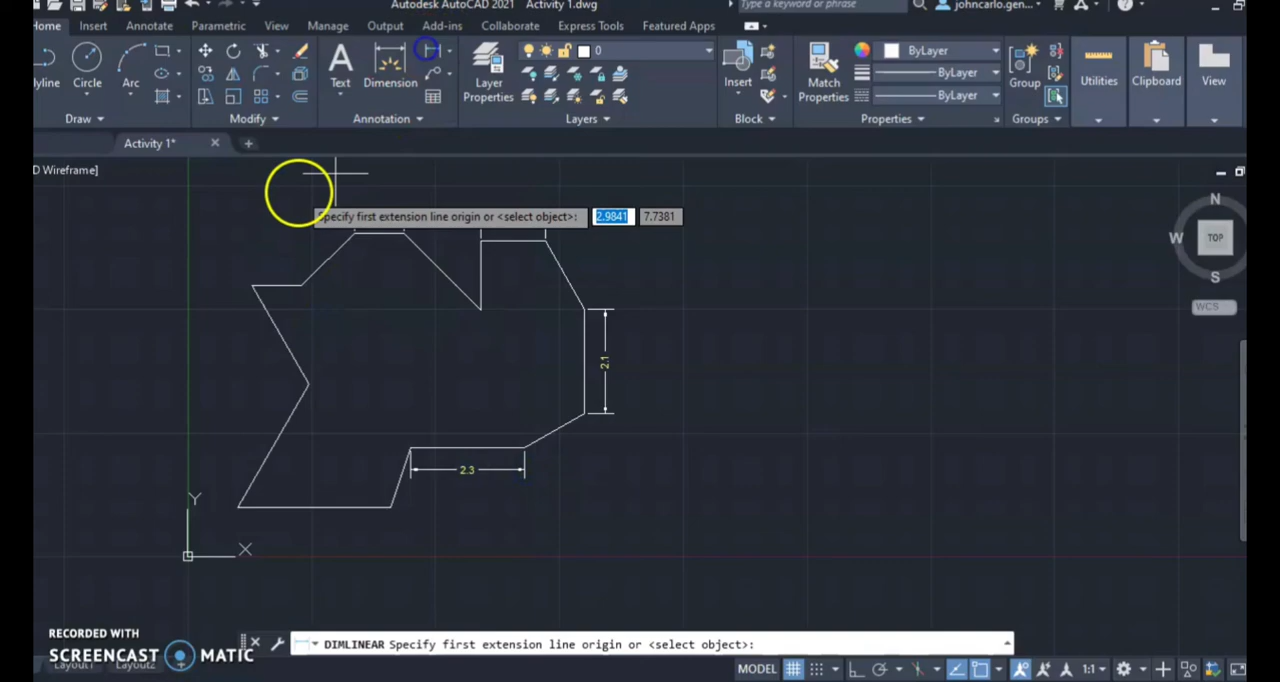 Autodesk AutoCAD 2021 Activity 1.dwg Type a keyword or phrase johncarlo.gen...
Home Insert Annotate Parametric View Manage Output Add-ins Collaborate Express Tools Featured Apps
Circle Arc Text Dimension Layer Properties 0 Insert Match Properties ByLayer ByLayer ByLayer Group Utilities Clipboard View
Draw Modify Annotation Layers Block Properties Groups
Activity 1*
D Wireframe]
N
W TOP
S
WCS
Specify first extension line origin or <select object>: 2.9841 7.7381
2.1
2.3
Y
X
RECORDED WITH
SCREENCAST MATIC
DIMLINEAR Specify first extension line origin or <select object>:
Layout1 Layout2 MODEL 1:1